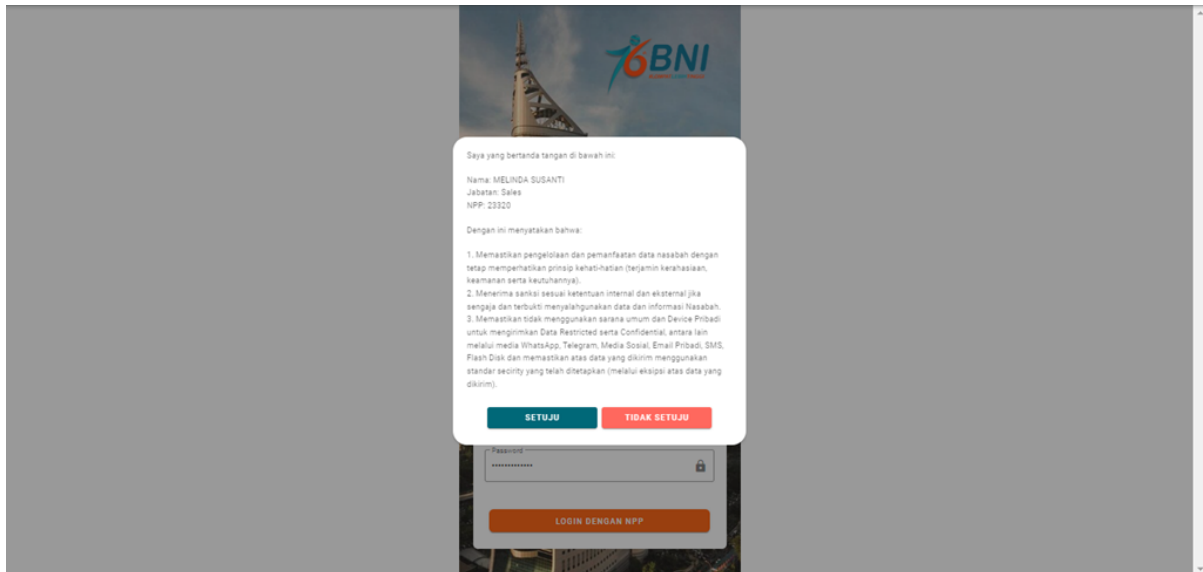 76 BNI
Saya yang bertanda tangan di bawah ini:
Nama: MELINDA SUSANTI
Jabatan: Sales
NPP: 23320
Dengan ini menyatakan bahwa:
1. Memastikan pengelolaan dan pemanfaatan data nasabah dengan
tetap memperhatikan prinsip kehati-hatian (terjamin kerahasiaan,
keamanan serta keutuhannya).
2. Menerima sanksi sesuai ketentuan internal dan eksternal jika
sengaja dan terbukti menyalahgunakan data dan informasi Nasabah.
3. Memastikan tidak menggunakan sarana umum dan Device Pribadi
untuk mengirimkan Data Restricted serta Confidential, antara lain
melalui media WhatsApp, Telegram, Media Sosial, Email Pribadi, SMS,
Flash Disk dan memastikan atas data yang dikirim menggunakan
standar secirity yang telah ditetapkan (melalui eksipsi atas data yang
dikirim).
SETUJU TIDAK SETUJU
Password
•••••••••••••
LOGIN DENGAN NPP